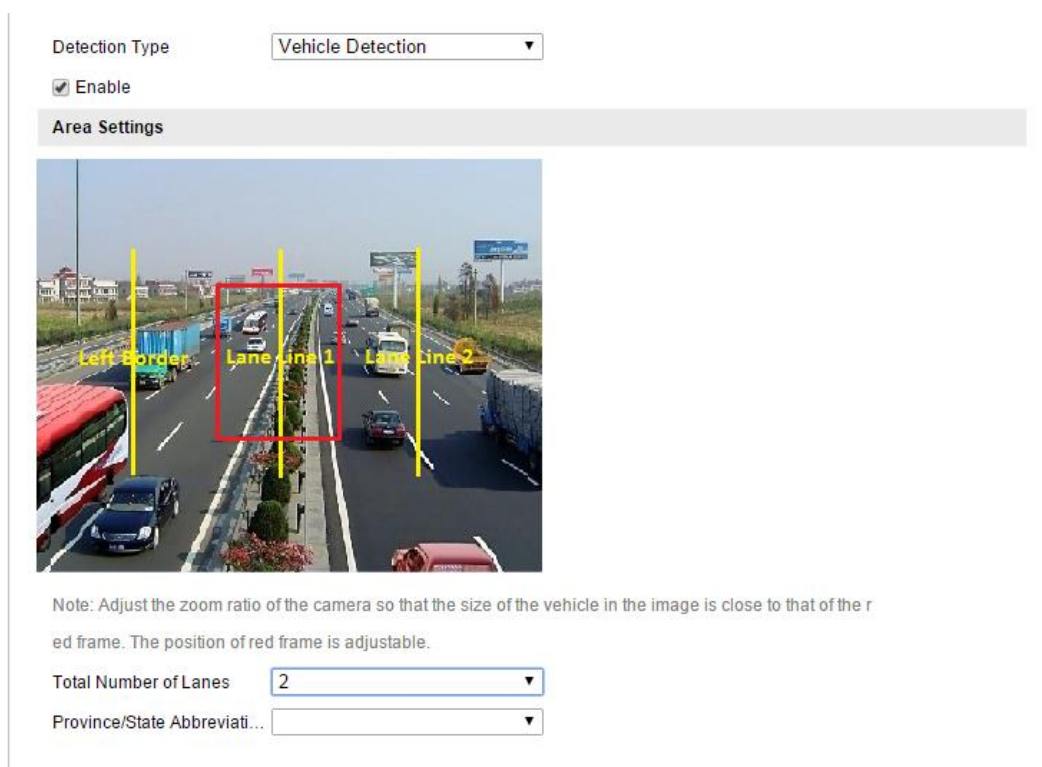 Detection Type Vehicle Detection
Enable
Area Settings
Left Border Lane Line 1 Lane Line 2
Note: Adjust the zoom ratio of the camera so that the size of the vehicle in the image is close to that of the r
ed frame. The position of red frame is adjustable.
Total Number of Lanes 2
Province/State Abbreviati...